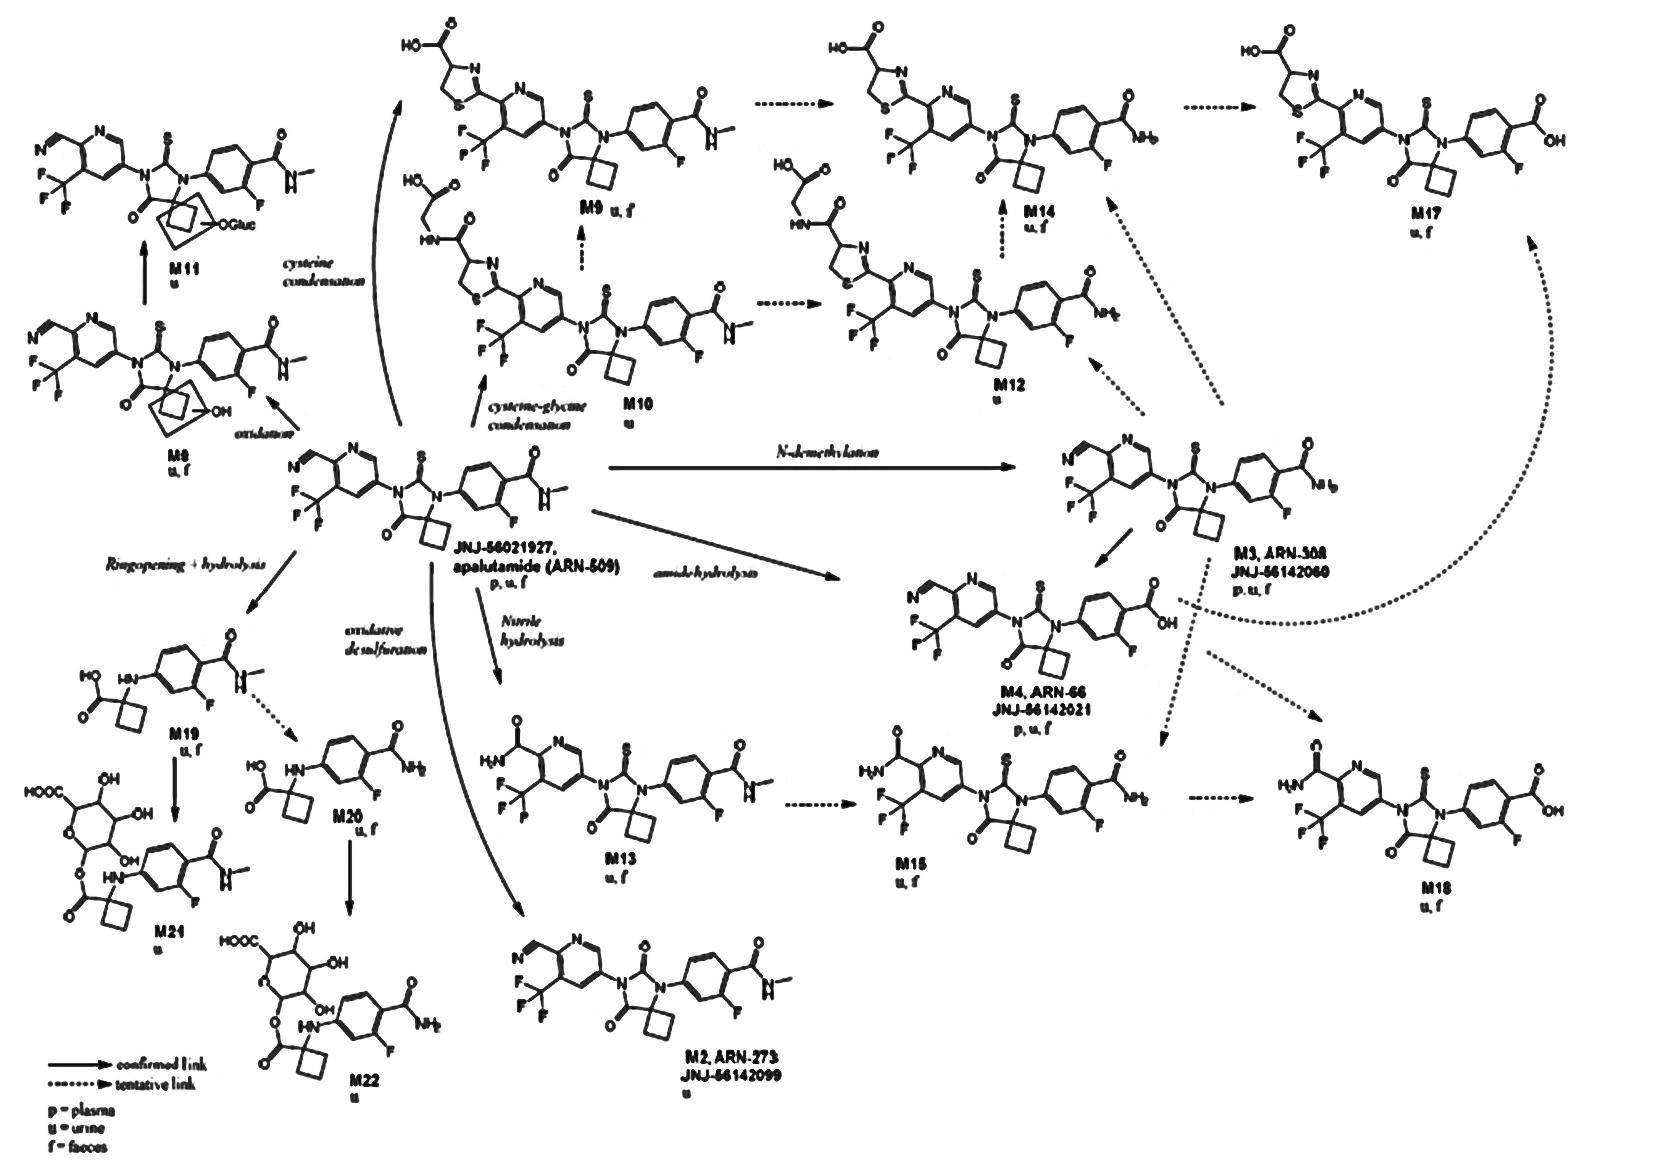 M9 u, f
M14
u, f
M17
u, f
M11
u
cysteine
condensation
M12
u
M10
u
cysteine-glycine
condensation
M8
u, f
oxidation
N-demethylation
JNJ-56021927,
apalutamide (ARN-509)
p, u, f
M3, ARN-308
JNJ-56142060
p, u, f
Ringopening + hydrolysis
amide hydrolysis
oxidative
desulfuration
Nitrile
hydrolysis
M4, ARN-66
JNJ-56142021
p, u, f
M19
u, f
M20
u, f
M13
u, f
M15
u, f
M18
u, f
M21
u
M22
u
M2, ARN-273
JNJ-56142099
u
confirmed link
tentative link
p = plasma
u = urine
f = faeces